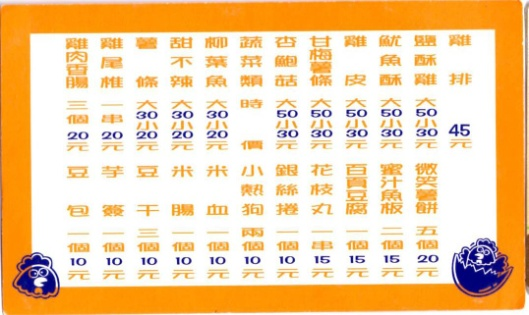 雞排 45元
鹽酥雞 大50小30元
魷魚酥 大50小30元
雞皮 大50小30元
甘梅薯條 大50小30元
杏鮑菇 大50小30元
蔬菜類 時價
柳葉魚 大30小20元
甜不辣 大30小20元
薯條 大30小20元
雞尾椎 一串20元
雞肉香腸 三個20元
微笑薯餅 五個20元
蜜汁魚板 二個15元
百頁豆腐 一個15元
花枝丸 一串15元
銀絲捲 一個10元
小熱狗 兩個10元
米血 一個10元
米腸 一個10元
豆干 三個10元
芋簽 一個10元
豆包 一個10元